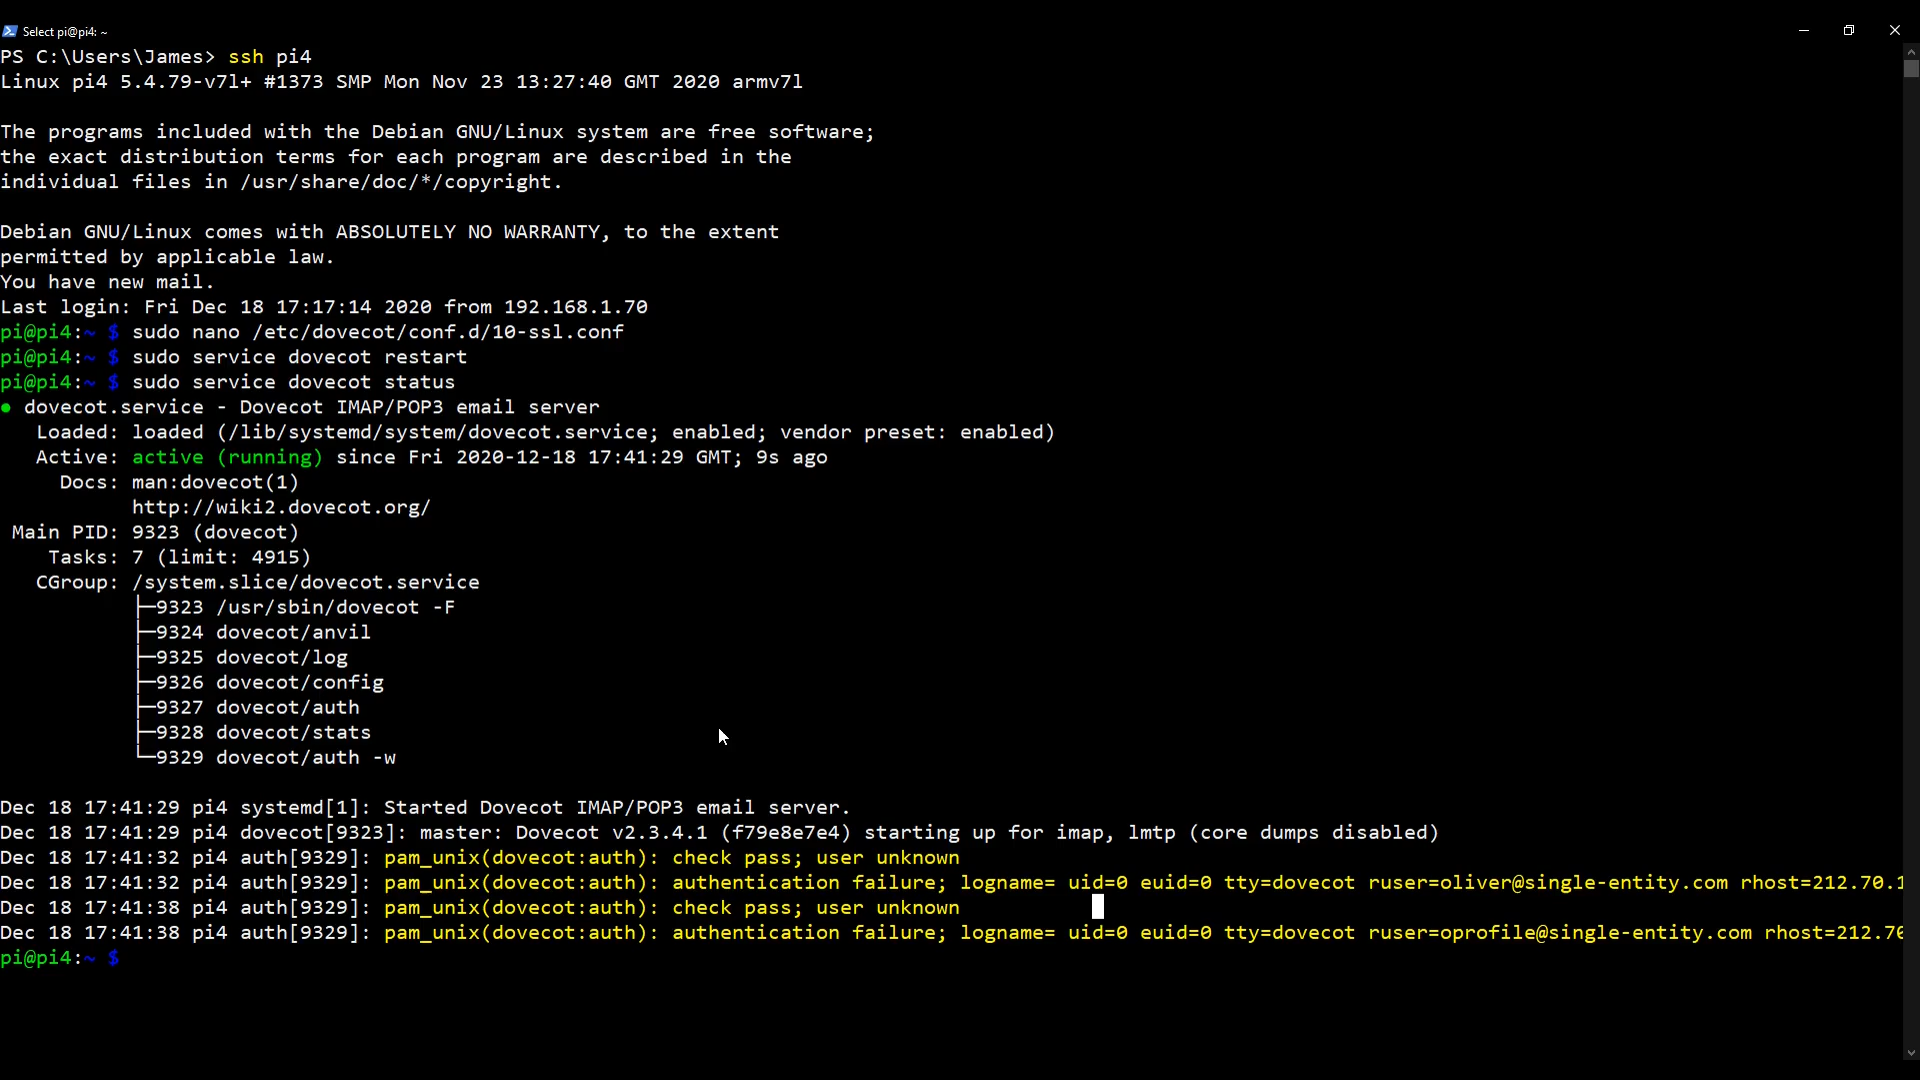 Select pi@pi4: ~
PS C:\Users\James> ssh pi4
Linux pi4 5.4.79-v7l+ #1373 SMP Mon Nov 23 13:27:40 GMT 2020 armv7l
The programs included with the Debian GNU/Linux system are free software;
the exact distribution terms for each program are described in the
individual files in /usr/share/doc/*/copyright.
Debian GNU/Linux comes with ABSOLUTELY NO WARRANTY, to the extent
permitted by applicable law.
You have new mail.
Last login: Fri Dec 18 17:17:14 2020 from 192.168.1.70
pi@pi4:~ $ sudo nano /etc/dovecot/conf.d/10-ssl.conf
pi@pi4:~ $ sudo service dovecot restart
pi@pi4:~ $ sudo service dovecot status
● dovecot.service - Dovecot IMAP/POP3 email server
Loaded: loaded (/lib/systemd/system/dovecot.service; enabled; vendor preset: enabled)
Active: active (running) since Fri 2020-12-18 17:41:29 GMT; 9s ago
Docs: man:dovecot(1)
http://wiki2.dovecot.org/
Main PID: 9323 (dovecot)
Tasks: 7 (limit: 4915)
CGroup: /system.slice/dovecot.service
├─9323 /usr/sbin/dovecot -F
├─9324 dovecot/anvil
├─9325 dovecot/log
├─9326 dovecot/config
├─9327 dovecot/auth
├─9328 dovecot/stats
└─9329 dovecot/auth -w
Dec 18 17:41:29 pi4 systemd[1]: Started Dovecot IMAP/POP3 email server.
Dec 18 17:41:29 pi4 dovecot[9323]: master: Dovecot v2.3.4.1 (f79e8e7e4) starting up for imap, lmtp (core dumps disabled)
Dec 18 17:41:32 pi4 auth[9329]: pam_unix(dovecot:auth): check pass; user unknown
Dec 18 17:41:32 pi4 auth[9329]: pam_unix(dovecot:auth): authentication failure; logname= uid=0 euid=0 tty=dovecot ruser=oliver@single-entity.com rhost=212.70.1
Dec 18 17:41:38 pi4 auth[9329]: pam_unix(dovecot:auth): check pass; user unknown
Dec 18 17:41:38 pi4 auth[9329]: pam_unix(dovecot:auth): authentication failure; logname= uid=0 euid=0 tty=dovecot ruser=oprofile@single-entity.com rhost=212.70
pi@pi4:~ $